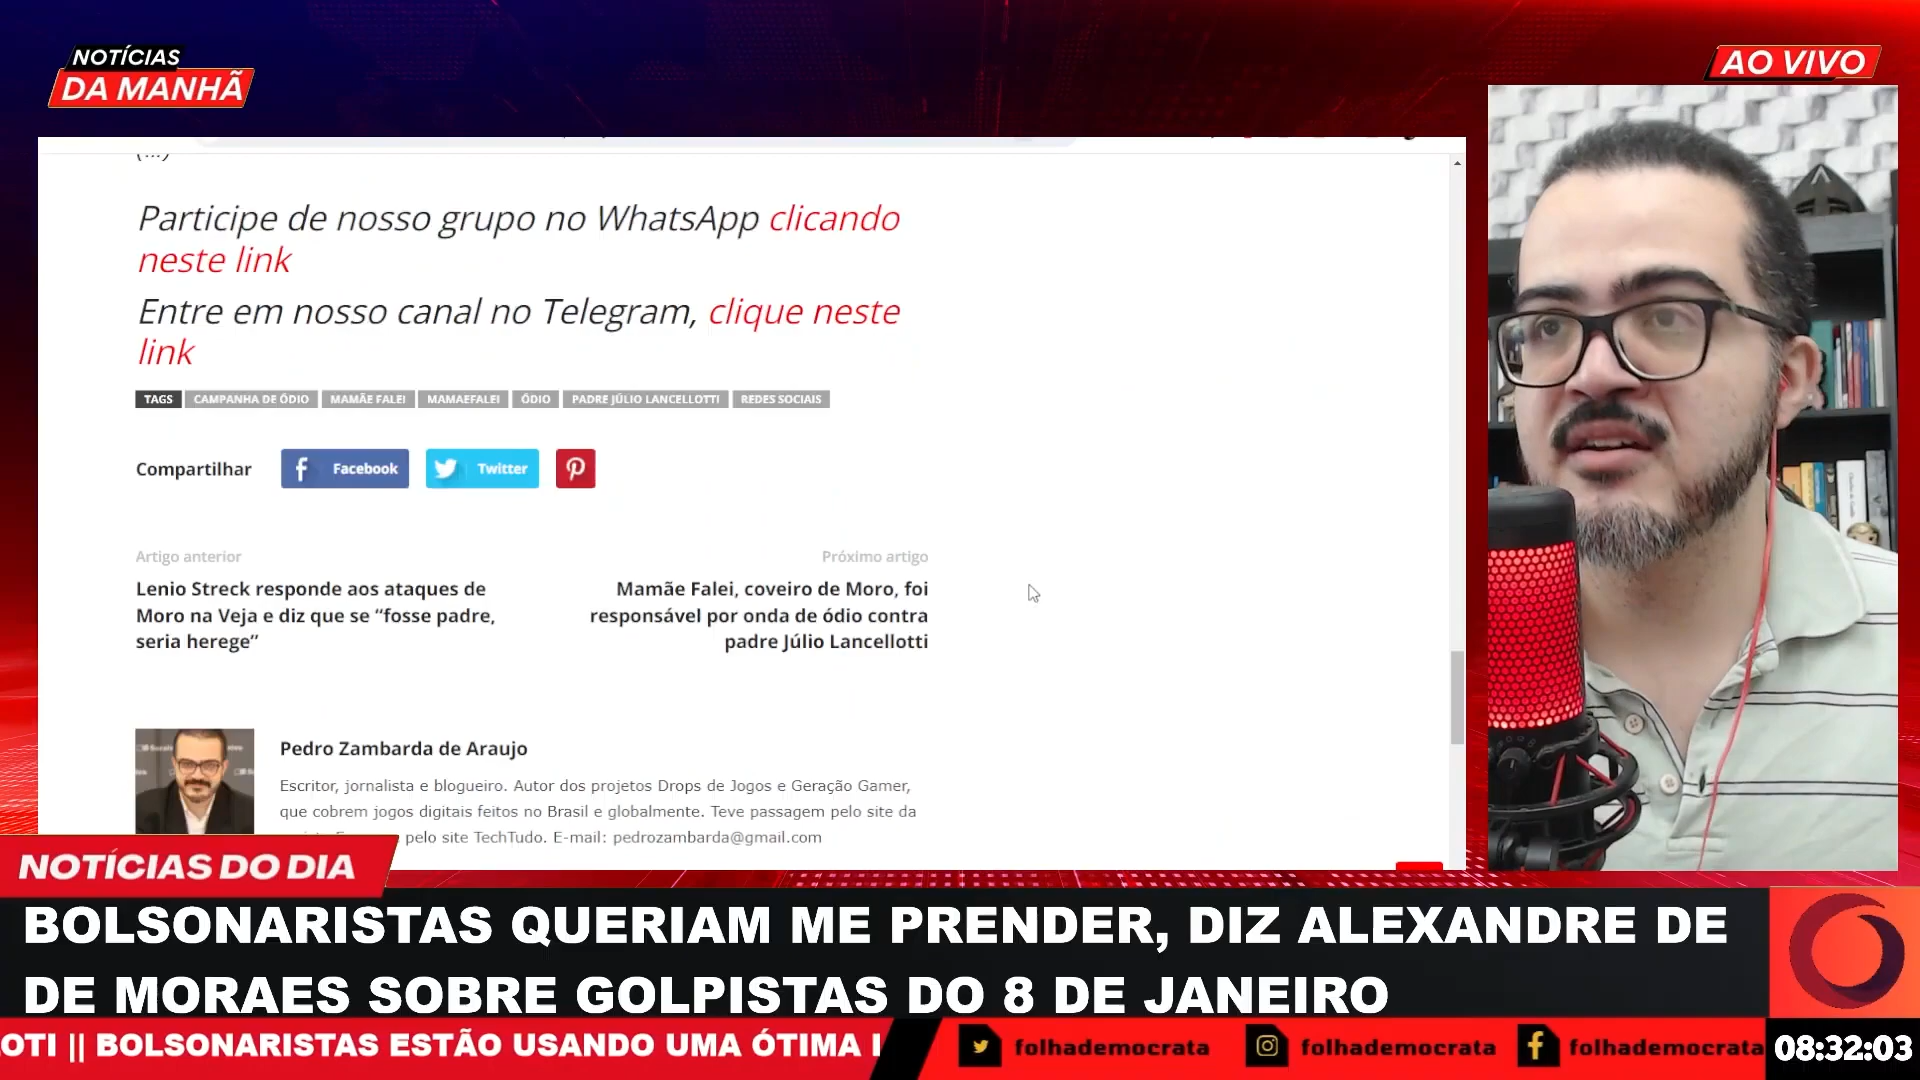 NOTÍCIAS
DA MANHÃ
AO VIVO
(...)
Participe de nosso grupo no WhatsApp clicando
neste link
Entre em nosso canal no Telegram, clique neste
link
TAGS CAMPANHA DE ÓDIO MAMÃE FALEI MAMAEFALEI ÓDIO PADRE JÚLIO LANCELLOTTI REDES SOCIAIS
Compartilhar Facebook Twitter
Artigo anterior
Lenio Streck responde aos ataques de
Moro na Veja e diz que se “fosse padre,
seria herege”
Próximo artigo
Mamãe Falei, coveiro de Moro, foi
responsável por onda de ódio contra
padre Júlio Lancellotti
Pedro Zambarda de Araujo
Escritor, jornalista e blogueiro. Autor dos projetos Drops de Jogos e Geração Gamer,
que cobrem jogos digitais feitos no Brasil e globalmente. Teve passagem pelo site da
pelo site TechTudo. E-mail: pedrozambarda@gmail.com
NOTÍCIAS DO DIA
BOLSONARISTAS QUERIAM ME PRENDER, DIZ ALEXANDRE DE
DE MORAES SOBRE GOLPISTAS DO 8 DE JANEIRO
OTI || BOLSONARISTAS ESTÃO USANDO UMA ÓTIMA
folhademocrata folhademocrata folhademocrata
08:32:03